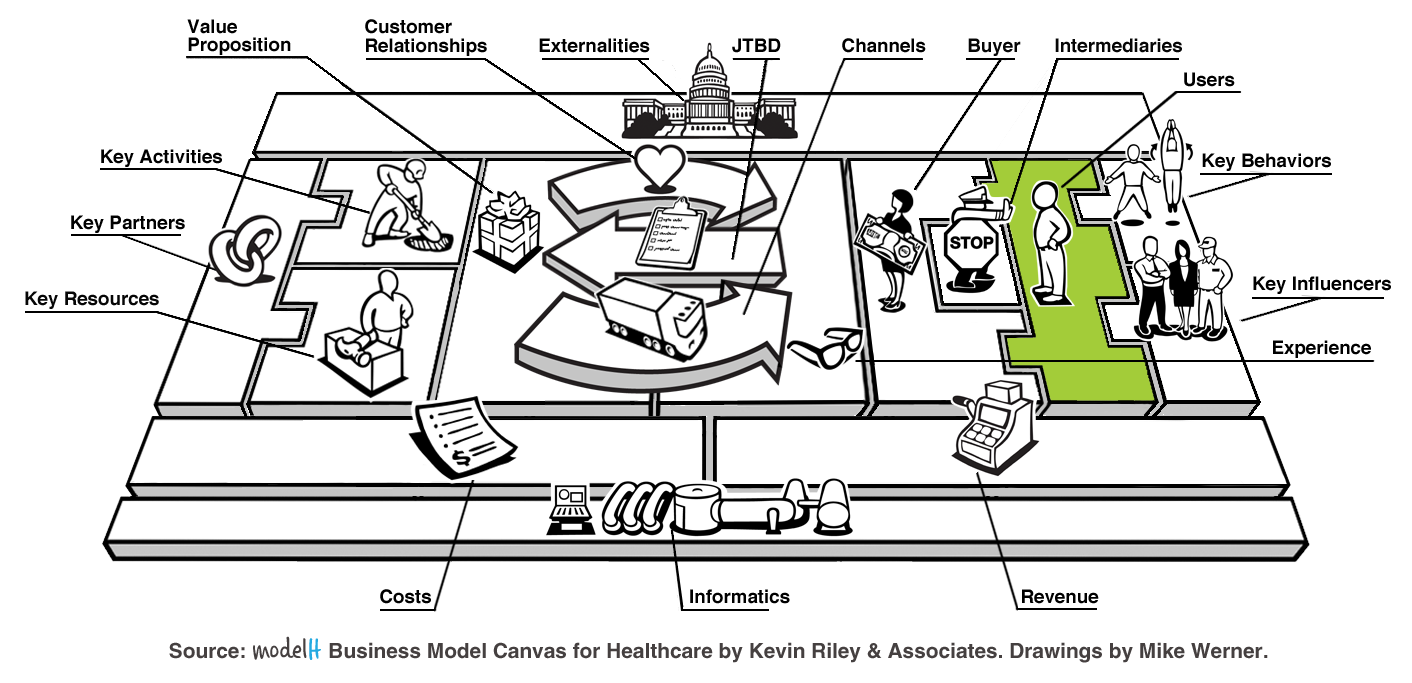 Value
Proposition
Customer
Relationships
Externalities
JTBD
Channels
Buyer
Intermediaries
Users
Key Activities
Key Behaviors
Key Partners
STOP
Key Resources
Key Influencers
Experience
$
Costs
Informatics
Revenue
Source: modelH Business Model Canvas for Healthcare by Kevin Riley & Associates. Drawings by Mike Werner.